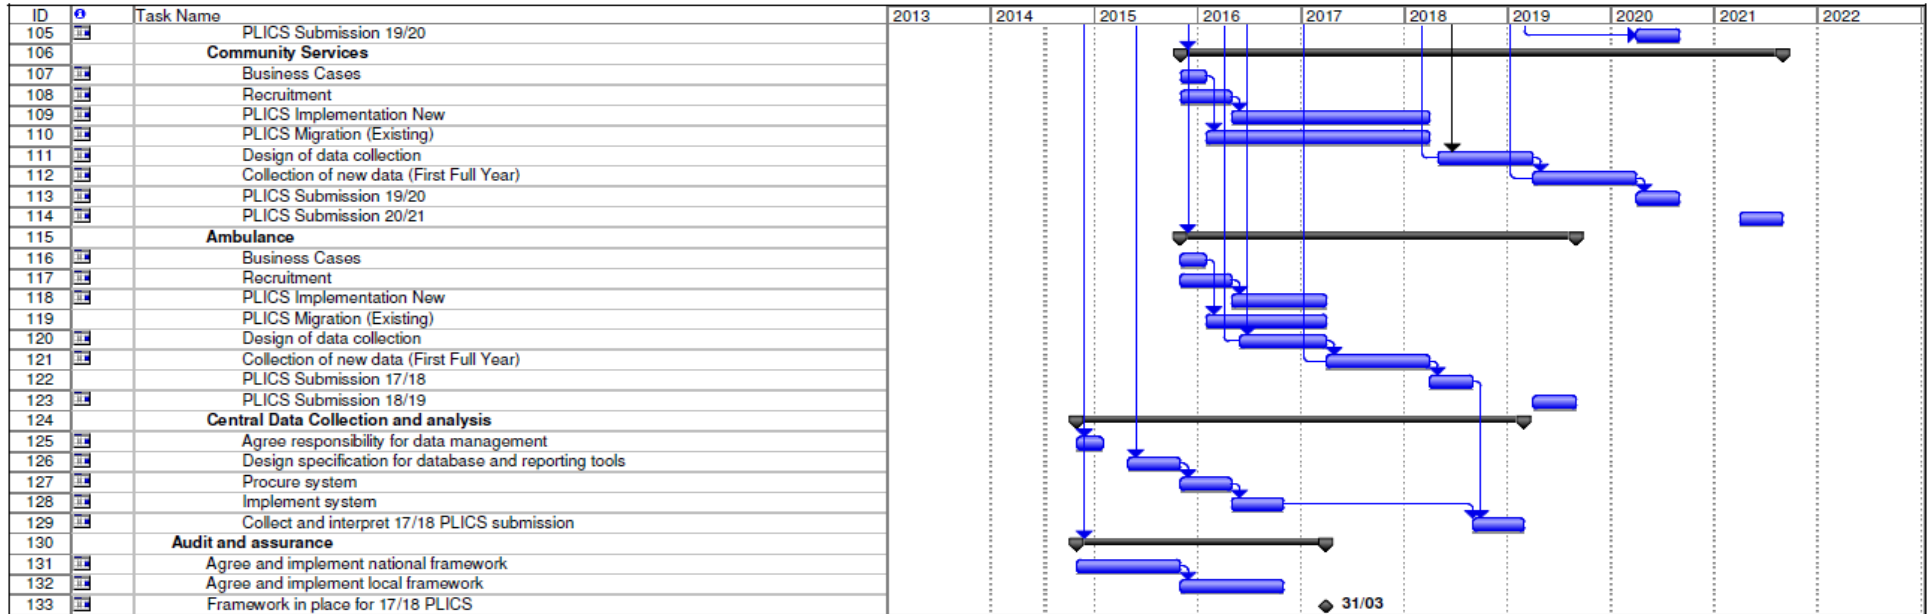 ID Task Name 2013 2014 2015 2016 2017 2018 2019 2020 2021 2022
105 PLICS Submission 19/20
106 Community Services
107 Business Cases
108 Recruitment
109 PLICS Implementation New
110 PLICS Migration (Existing)
111 Design of data collection
112 Collection of new data (First Full Year)
113 PLICS Submission 19/20
114 PLICS Submission 20/21
115 Ambulance
116 Business Cases
117 Recruitment
118 PLICS Implementation New
119 PLICS Migration (Existing)
120 Design of data collection
121 Collection of new data (First Full Year)
122 PLICS Submission 17/18
123 PLICS Submission 18/19
124 Central Data Collection and analysis
125 Agree responsibility for data management
126 Design specification for database and reporting tools
127 Procure system
128 Implement system
129 Collect and interpret 17/18 PLICS submission
130 Audit and assurance
131 Agree and implement national framework
132 Agree and implement local framework
133 Framework in place for 17/18 PLICS 31/03